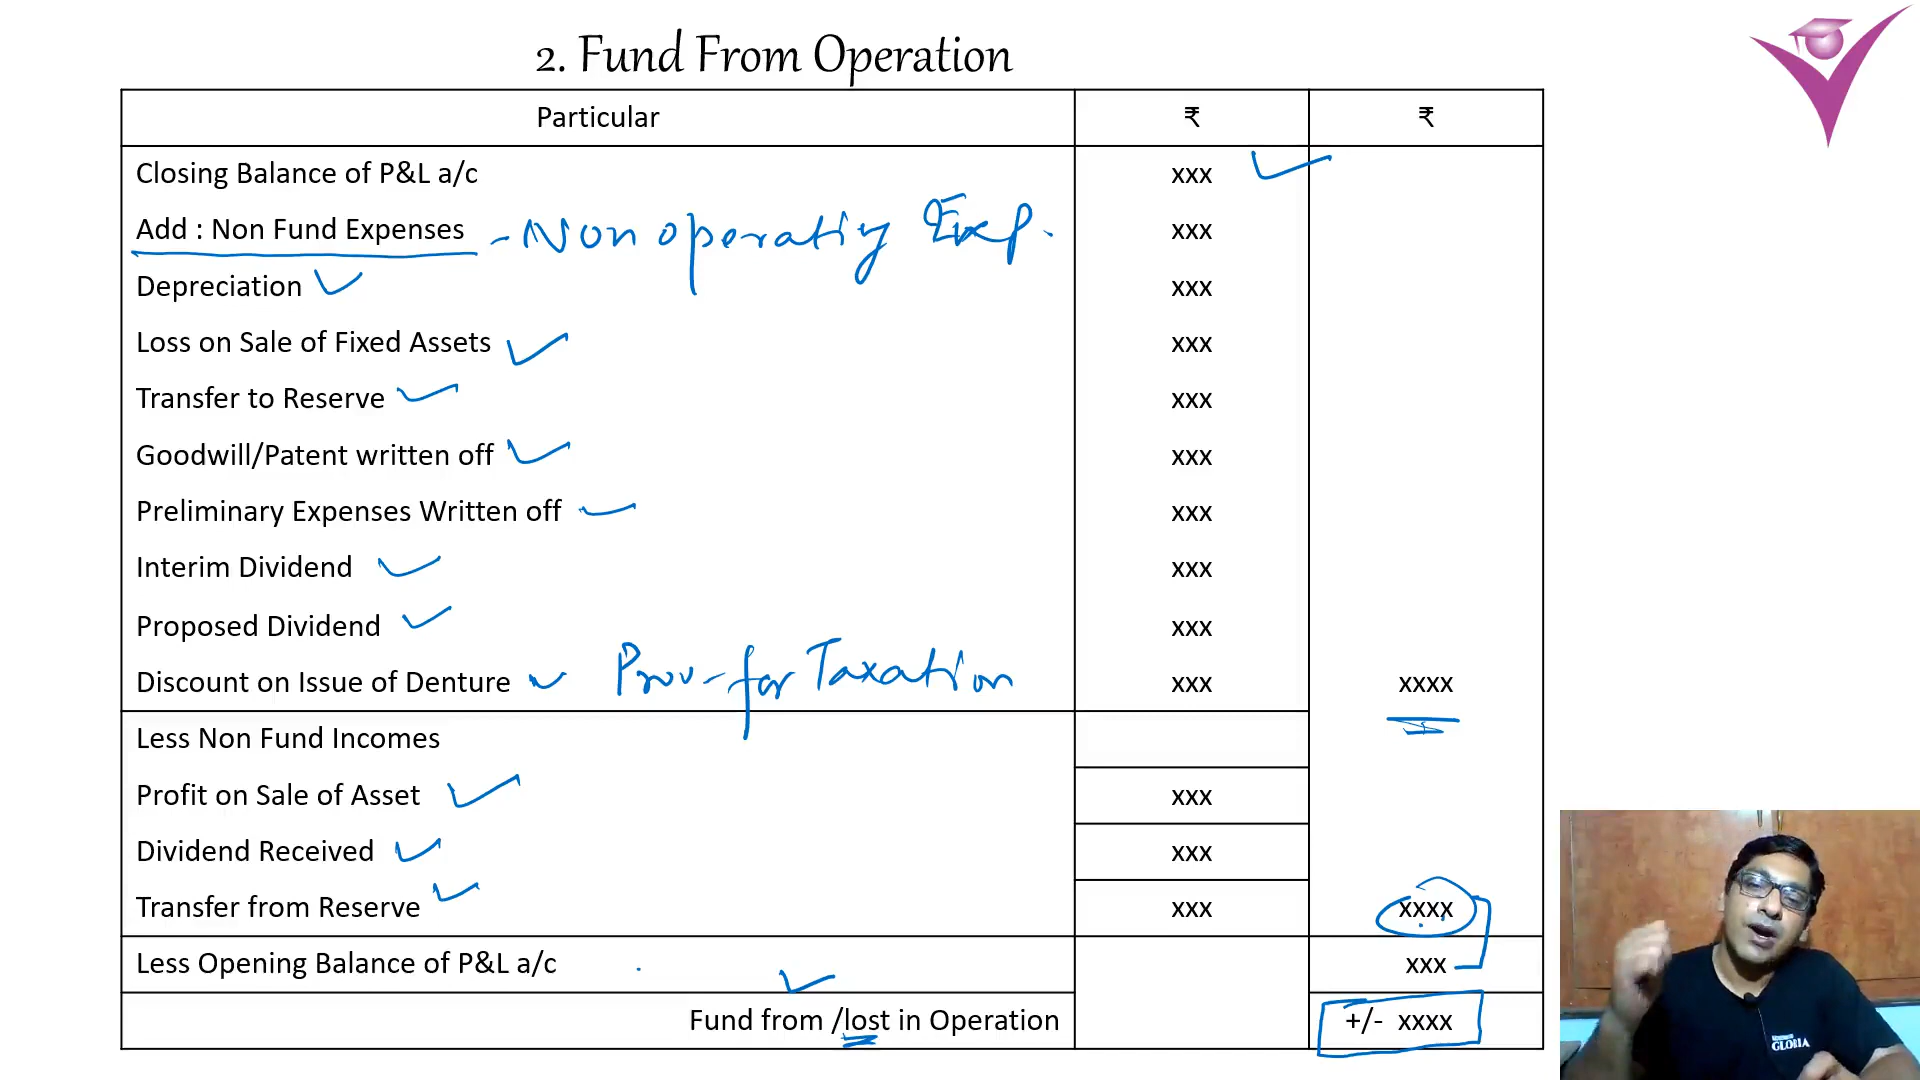 2. Fund From Operation
Particular ₹ ₹
Closing Balance of P&L a/c xxx
Add : Non Fund Expenses - Non operating Exp. xxx
Depreciation xxx
Loss on Sale of Fixed Assets xxx
Transfer to Reserve xxx
Goodwill/Patent written off xxx
Preliminary Expenses Written off xxx
Interim Dividend xxx
Proposed Dividend xxx
Discount on Issue of Denture Prov-for Taxation xxx xxxx
Less Non Fund Incomes
Profit on Sale of Asset xxx
Dividend Received xxx
Transfer from Reserve xxx xxxx
Less Opening Balance of P&L a/c xxx
Fund from /lost in Operation +/- xxxx
GLORIA